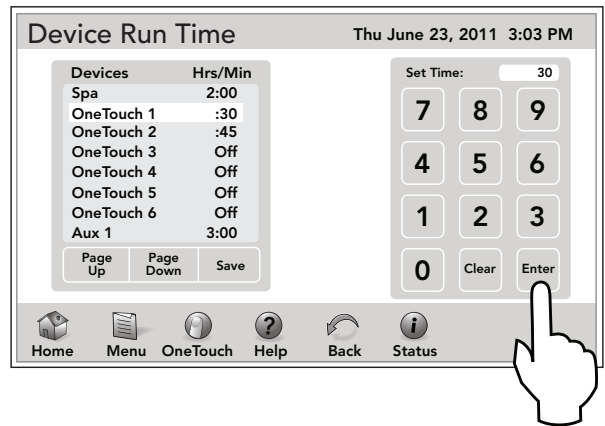 Device Run Time
Thu June 23, 2011 3:03 PM
Devices Hrs/Min
Spa 2:00
OneTouch 1 :30
OneTouch 2 :45
OneTouch 3 Off
OneTouch 4 Off
OneTouch 5 Off
OneTouch 6 Off
Aux 1 3:00
Page Up
Page Down
Save
Set Time: 30
7 8 9
4 5 6
1 2 3
0 Clear Enter
Home Menu OneTouch Help Back Status
?
i